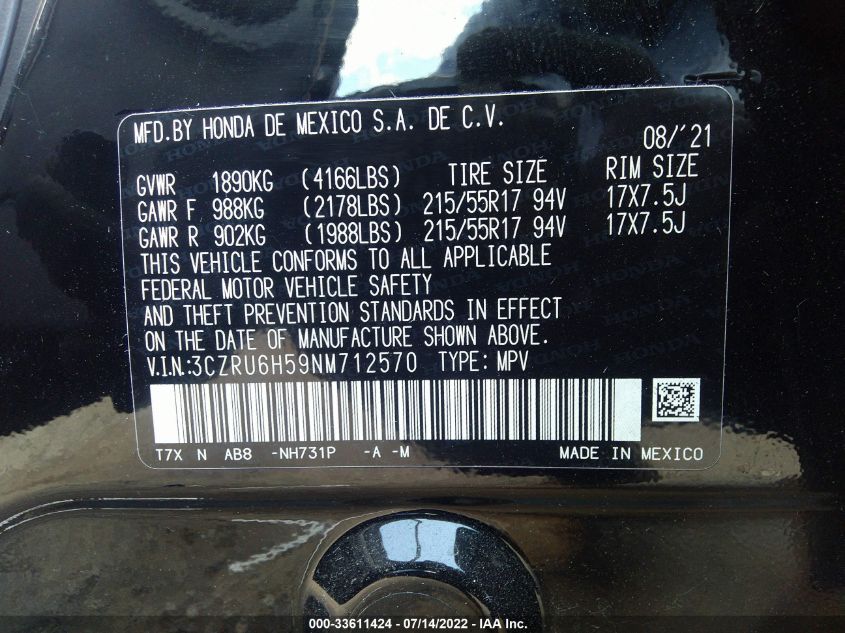 MFD.BY HONDA DE MEXICO S.A. DE C.V.
08/'21
GVWR 1890KG (4166LBS) TIRE SIZE RIM SIZE
GAWR F 988KG (2178LBS) 215/55R17 94V 17X7.5J
GAWR R 902KG (1988LBS) 215/55R17 94V 17X7.5J
THIS VEHICLE CONFORMS TO ALL APPLICABLE
FEDERAL MOTOR VEHICLE SAFETY
AND THEFT PREVENTION STANDARDS IN EFFECT
ON THE DATE OF MANUFACTURE SHOWN ABOVE.
V.I.N:3CZRU6H59NM712570 TYPE: MPV
T7X N AB8 -NH731P -A -M MADE IN MEXICO
000-33611424 - 07/14/2022 - IAA Inc.